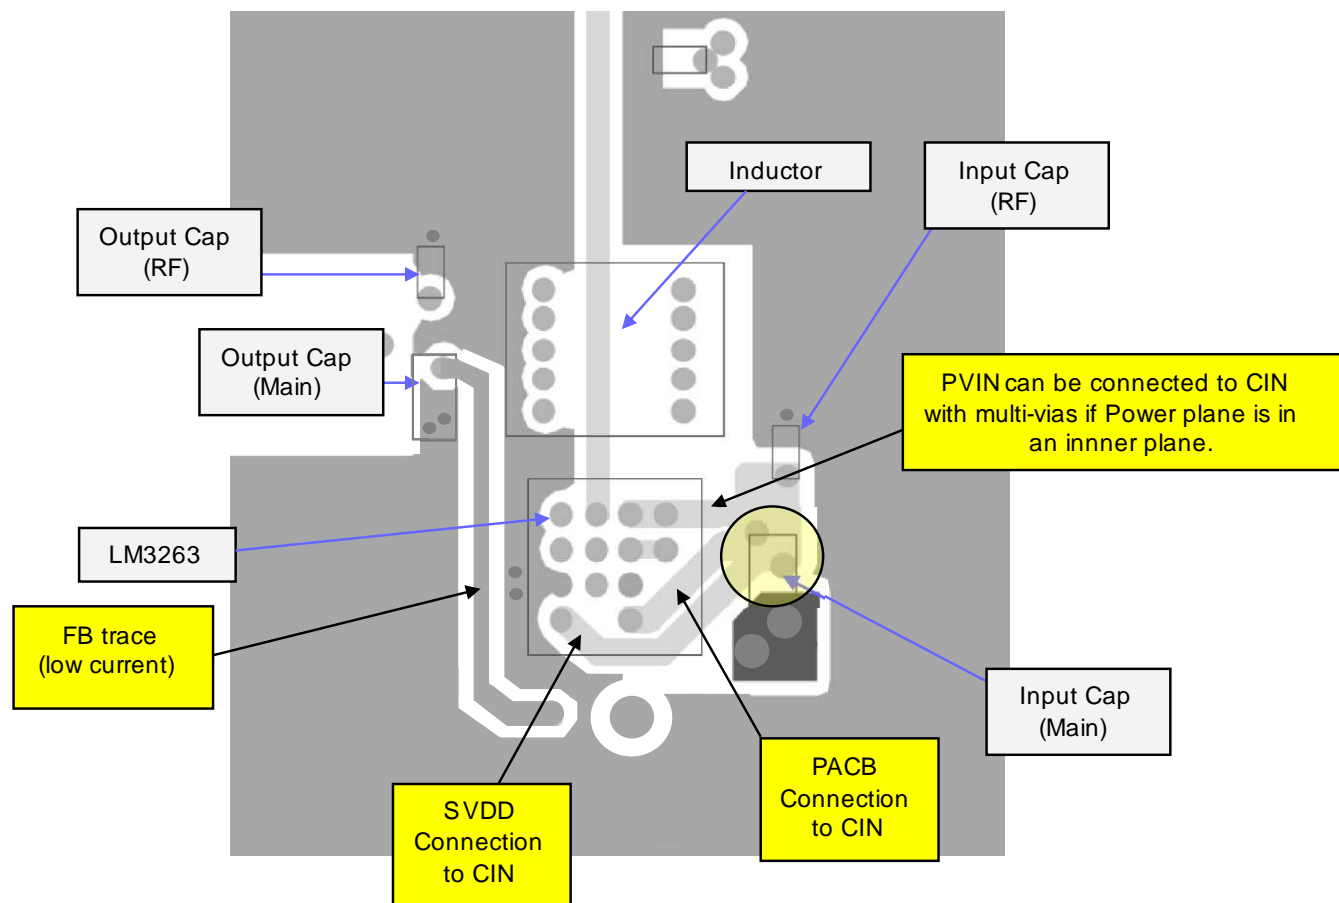 Inductor
Input Cap
(RF)
Output Cap
(RF)
Output Cap
(Main)
PVIN can be connected to CIN
with multi-vias if Power plane is in
an innner plane.
LM3263
FB trace
(low current)
Input Cap
(Main)
PACB
Connection
to CIN
SVDD
Connection
to CIN